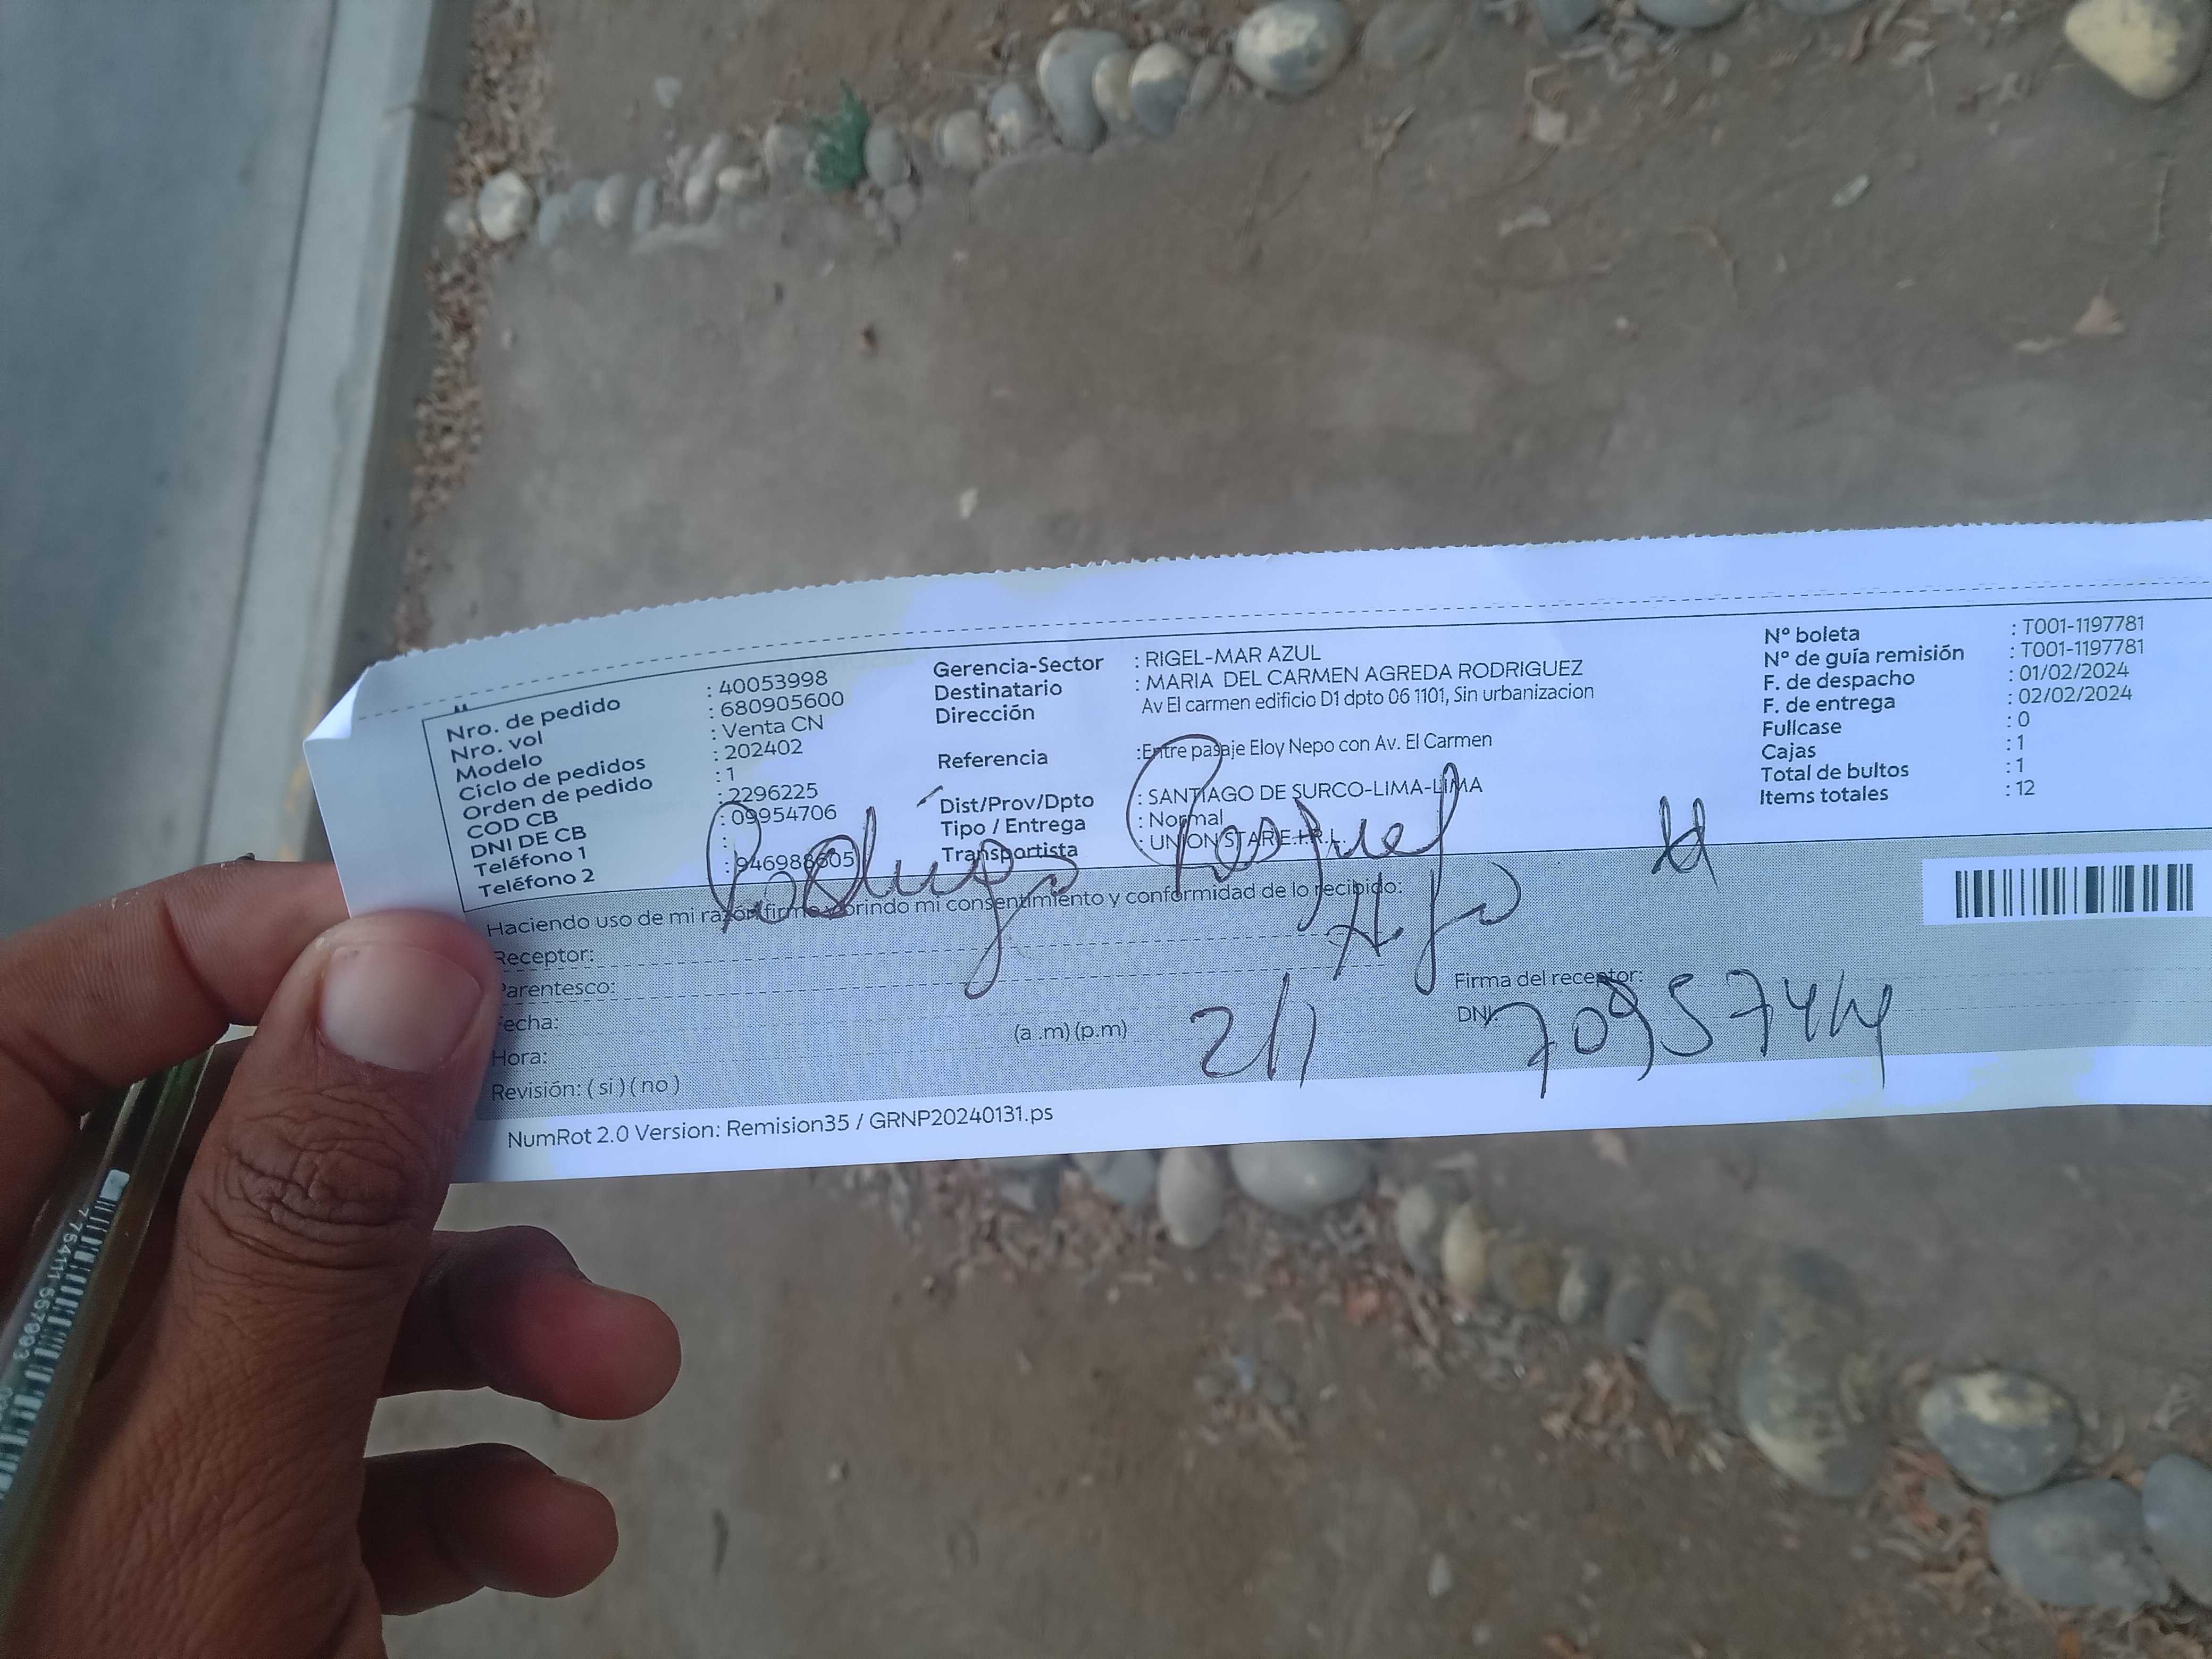 Nro. de pedido : 40053998
Nro. vol : 680905600
Modelo : Venta CN
Ciclo de pedidos : 202402
Orden de pedido : 1
COD CB : 2296225
DNI DE CB : 09954706
Teléfono 1 :
Teléfono 2 : 946988605
Gerencia-Sector : RIGEL-MAR AZUL
Destinatario : MARIA DEL CARMEN AGREDA RODRIGUEZ
Dirección Av El carmen edificio D1 dpto 06 1101, Sin urbanizacion
Referencia :Entre pasaje Eloy Nepo con Av. El Carmen
Dist/Prov/Dpto : SANTIAGO DE SURCO-LIMA-LIMA
Tipo / Entrega : Normal
Transportista : UNION STAR E.I.R.L.
Nº boleta : T001-1197781
Nº de guía remisión : T001-1197781
F. de despacho : 01/02/2024
F. de entrega : 02/02/2024
Fullcase : 0
Cajas : 1
Total de bultos : 1
Items totales : 12
Haciendo uso de mi razón firmo y brindo mi consentimiento y conformidad de lo recibido:
Receptor:
Parentesco:
Fecha:
Hora: (a .m) (p.m)
Revisión: ( si ) ( no )
Firma del receptor:
DNI:
NumRot 2.0 Version: Remision35 / GRNP20240131.ps